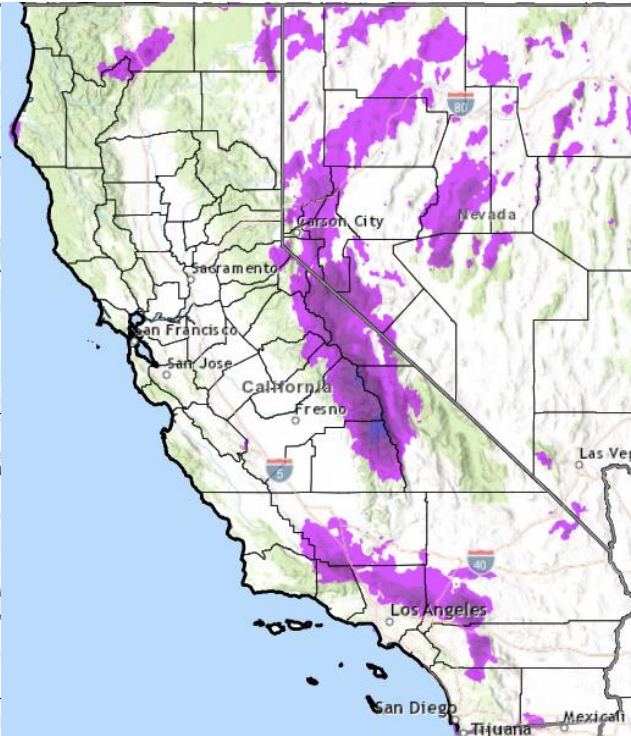 80
Carson City
Nevada
Sacramento
San Francisco
San Jose
California
Fresno
5
Las Veg
40
Los Angeles
San Diego
Mexicali
Tijuana